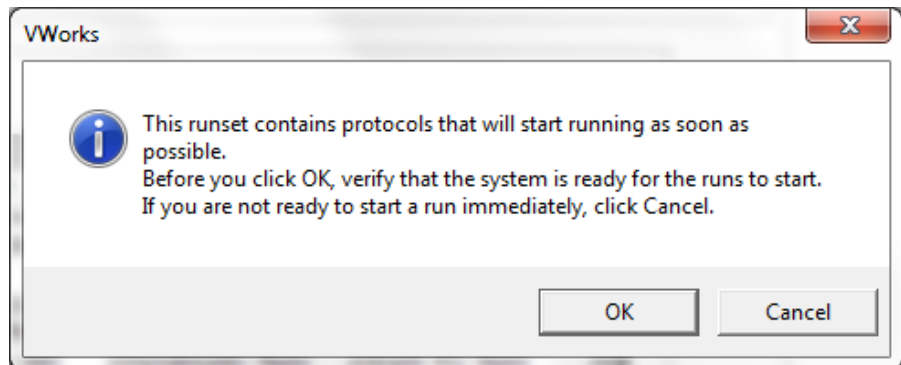 VWorks
This runset contains protocols that will start running as soon as
possible.
Before you click OK, verify that the system is ready for the runs to start.
If you are not ready to start a run immediately, click Cancel.
OK
Cancel